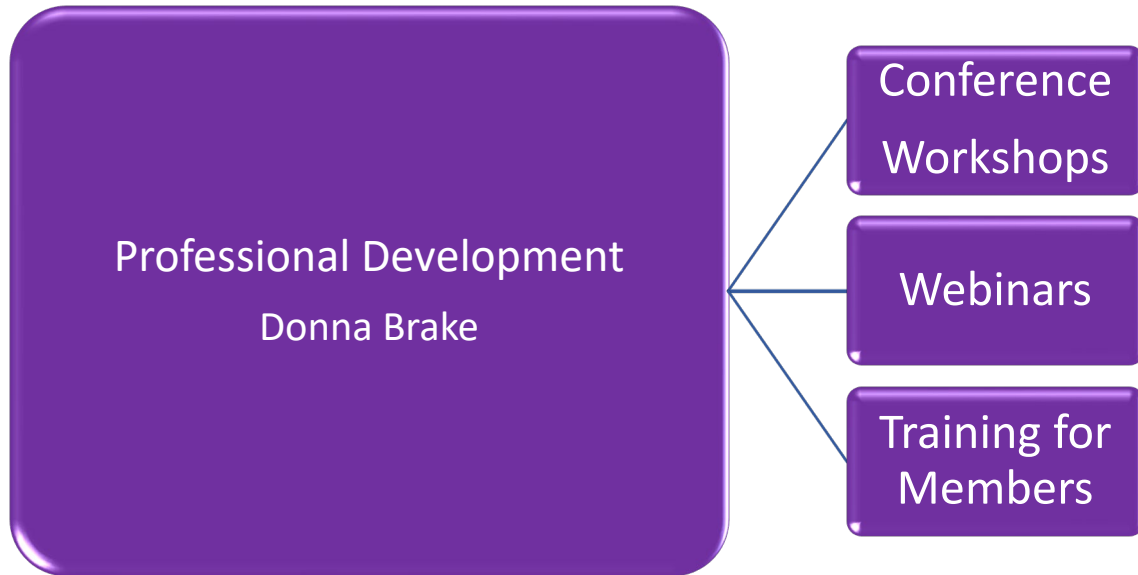 Professional Development
Donna Brake
Conference
Workshops
Webinars
Training for
Members